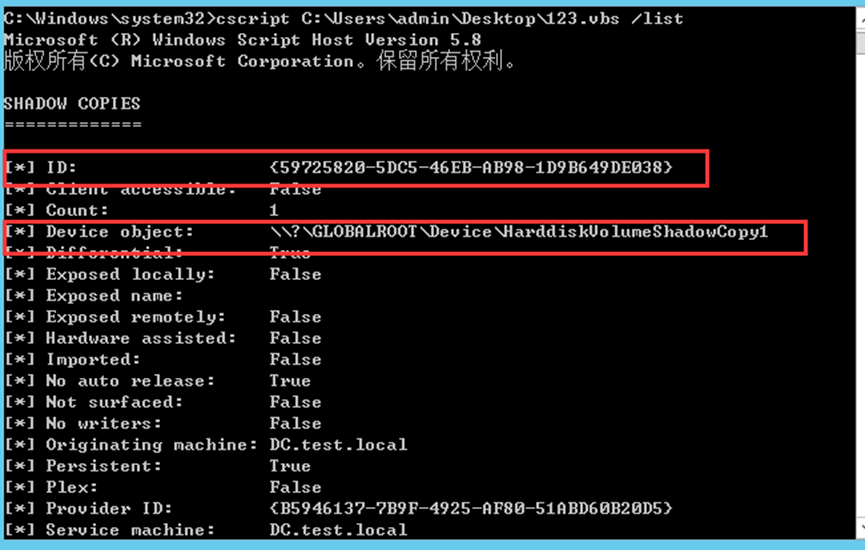 C:\Windows\system32>cscript C:\Users\admin\Desktop\123.vbs /list
Microsoft (R) Windows Script Host Version 5.8
版权所有(C) Microsoft Corporation。保留所有权利。
SHADOW COPIES
=============
[*] ID: {59725820-5DC5-46EB-AB98-1D9B649DE038}
[*] Client accessible: False
[*] Count: 1
[*] Device object: \\?\GLOBALROOT\Device\HarddiskVolumeShadowCopy1
[*] Differential: True
[*] Exposed locally: False
[*] Exposed name:
[*] Exposed remotely: False
[*] Hardware assisted: False
[*] Imported: False
[*] No auto release: True
[*] Not surfaced: False
[*] No writers: False
[*] Originating machine: DC.test.local
[*] Persistent: True
[*] Plex: False
[*] Provider ID: {B5946137-7B9F-4925-AF80-51ABD60B20D5}
[*] Service machine: DC.test.local